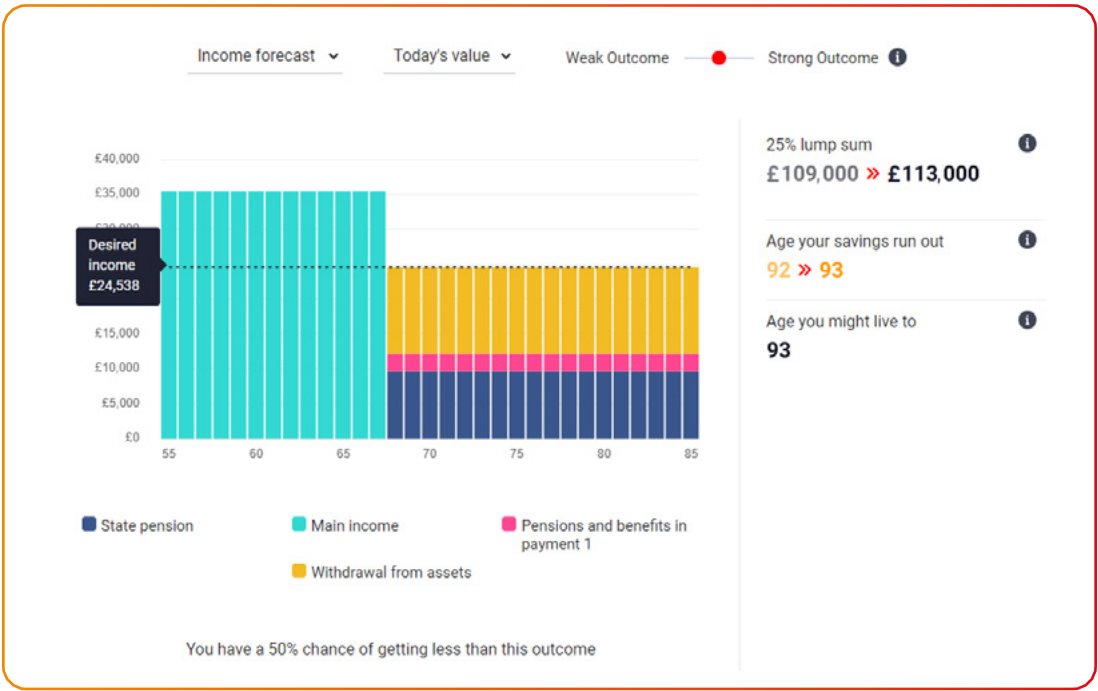 Income forecast
Today's value
Weak Outcome
Strong Outcome
£40,000
£35,000
£30,000
Desired
income
£24,538
£15,000
£10,000
£5,000
£0
55
60
65
70
75
80
85
State pension
Main income
Pensions and benefits in
payment 1
Withdrawal from assets
You have a 50% chance of getting less than this outcome
25% lump sum
£109,000 » £113,000
Age your savings run out
92 » 93
Age you might live to
93